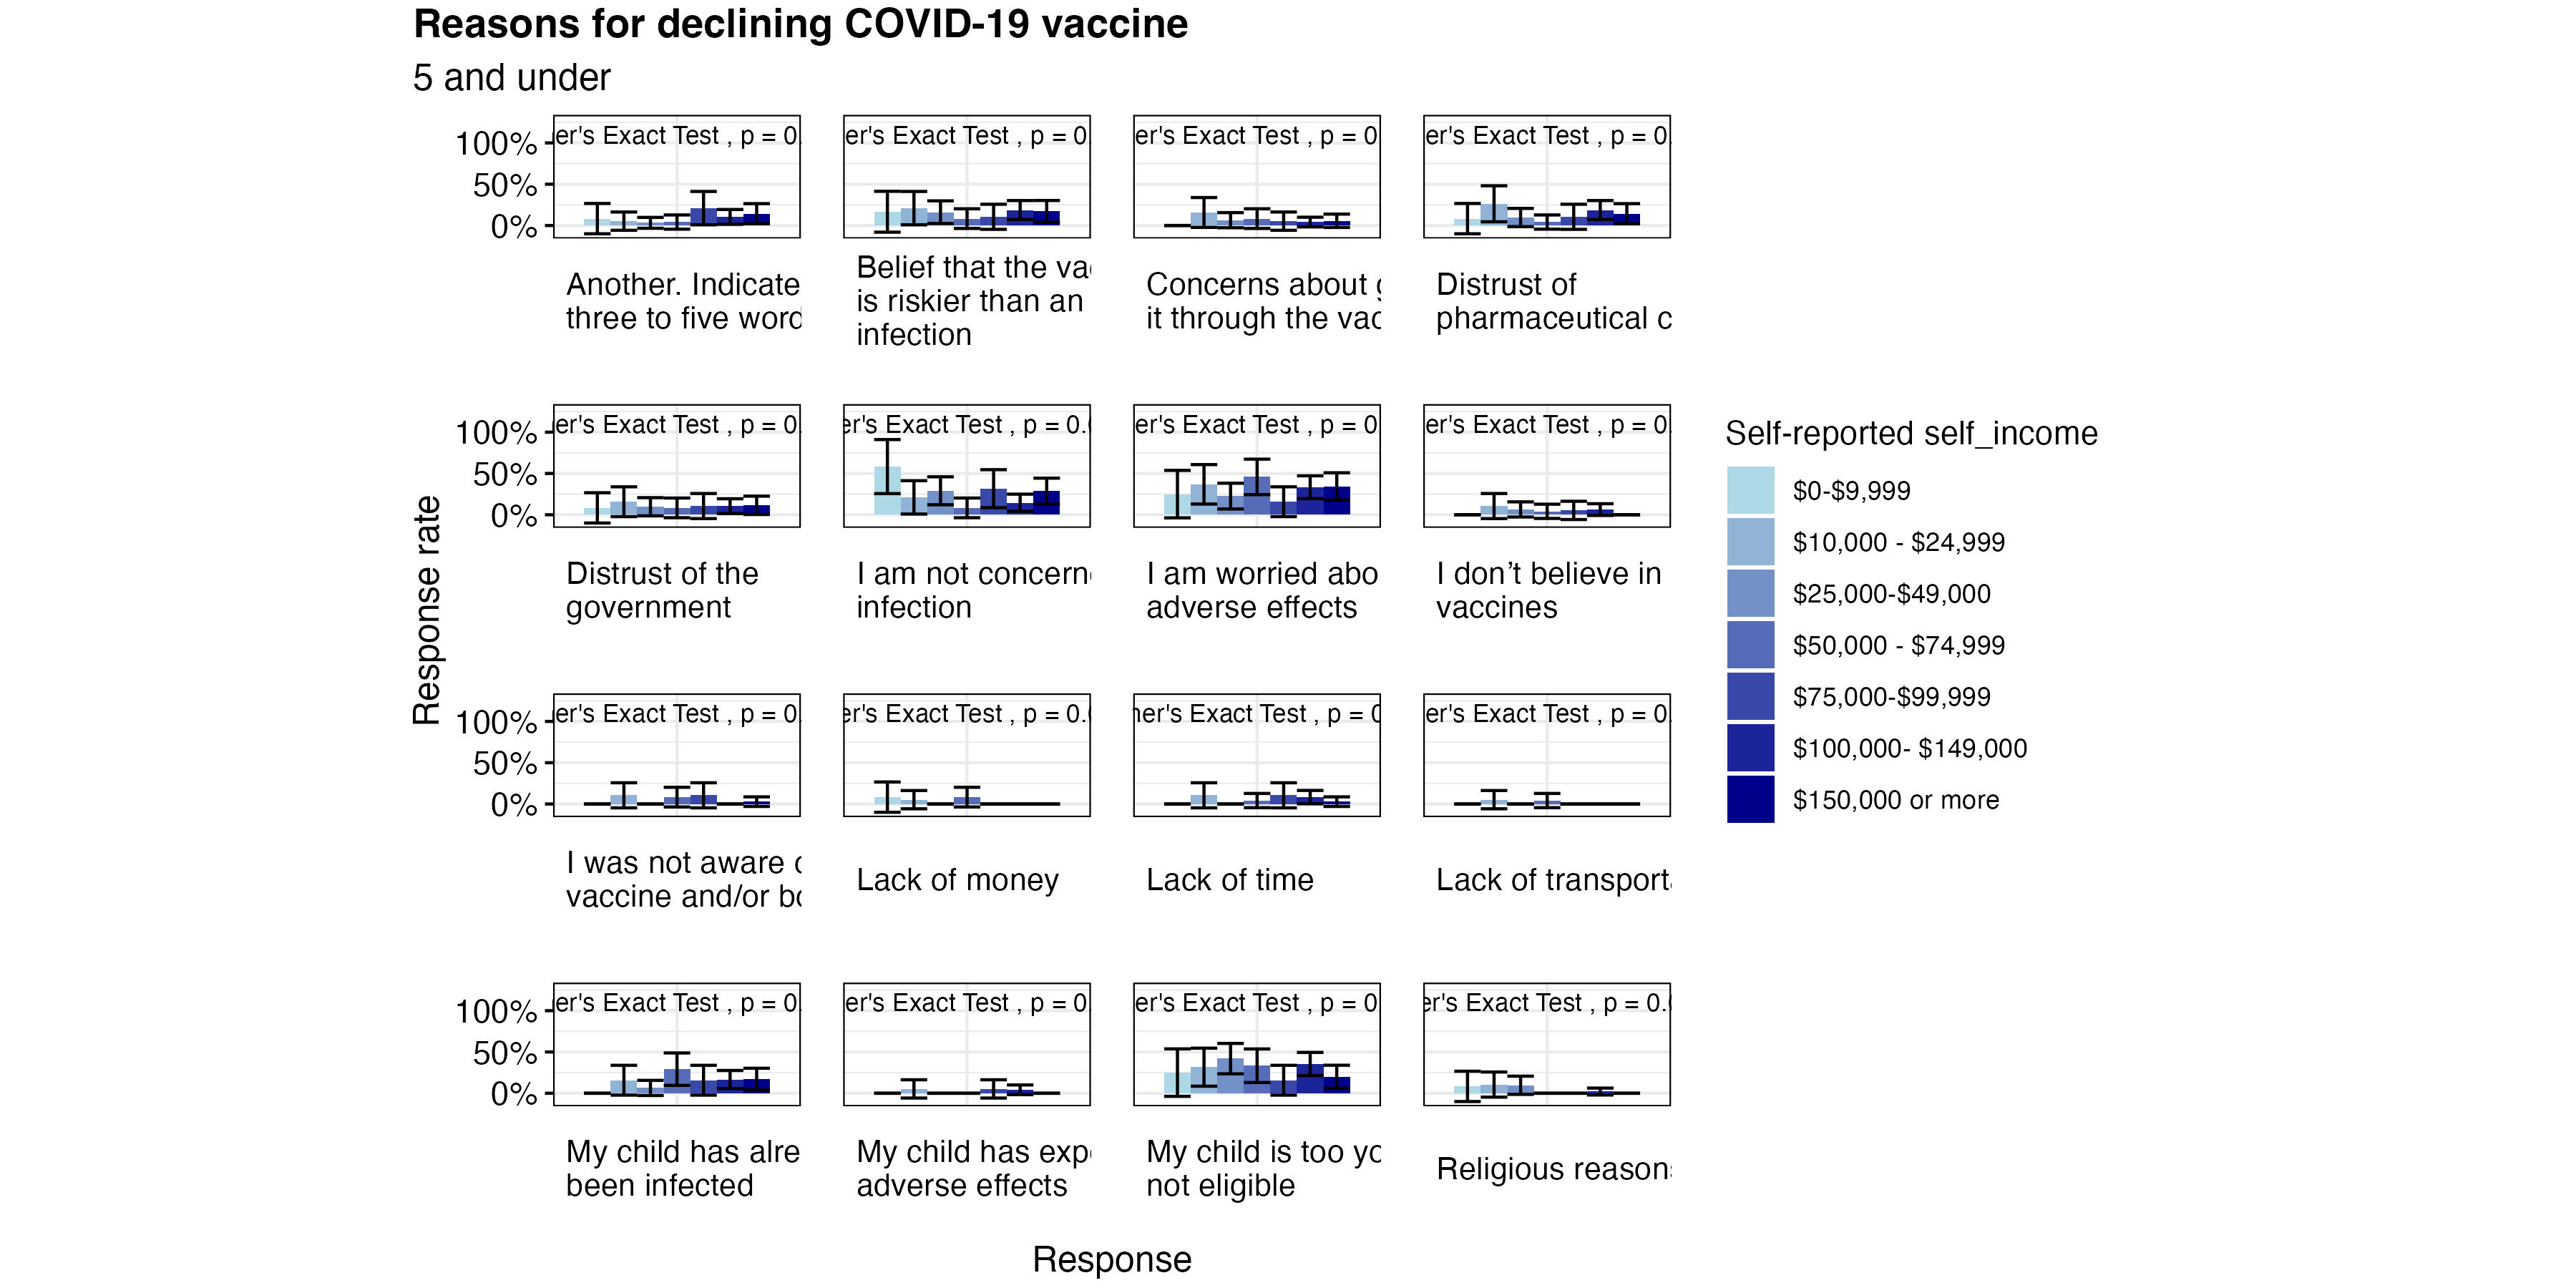 Reasons for declining COVID-19 vaccine
5 and under
er's Exact Test , p = 0.
er's Exact Test , p = 0.
er's Exact Test , p = 0
er's Exact Test , p = 0.
100%
50%
0%
Another. Indicate
three to five word
Belief that the va
is riskier than an
infection
Concerns about
it through the vac
Distrust of
pharmaceutical c
er's Exact Test , p = 0.
er's Exact Test , p = 0.0
er's Exact Test , p = 0
er's Exact Test , p = 0.
100%
50%
0%
Distrust of the
government
I am not concern
infection
I am worried abo
adverse effects
I don’t believe in
vaccines
er's Exact Test , p = 0.
er's Exact Test , p = 0.0
her's Exact Test , p = 0
er's Exact Test , p = 0.
100%
50%
0%
I was not aware
vaccine and/or bo
Lack of money
Lack of time
Lack of transport
er's Exact Test , p = 0.
er's Exact Test , p = 0.
er's Exact Test , p = 0
er's Exact Test , p = 0.0
100%
50%
0%
My child has alre
been infected
My child has exp
adverse effects
My child is too yo
not eligible
Religious reasons
Response rate
Response
Self-reported self_income
$0-$9,999
$10,000 - $24,999
$25,000-$49,000
$50,000 - $74,999
$75,000-$99,999
$100,000- $149,000
$150,000 or more